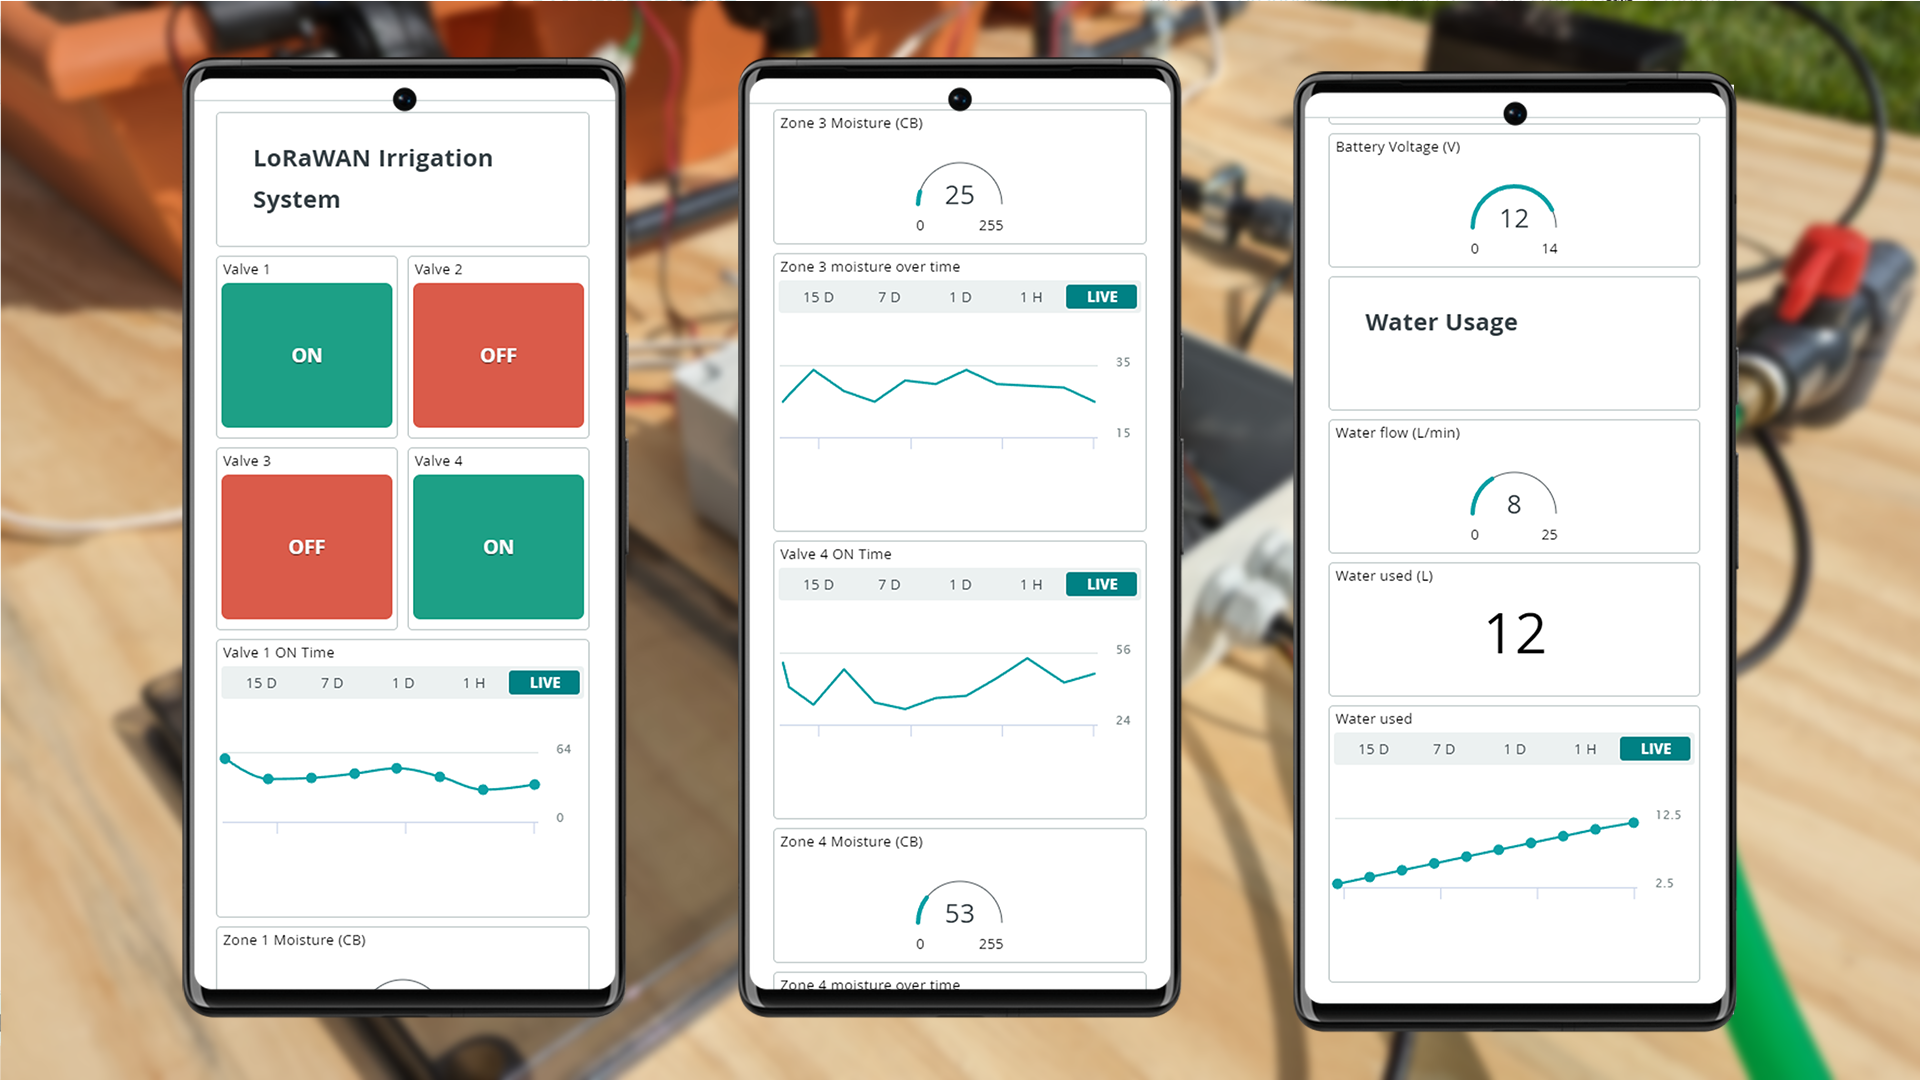 LoRaWAN Irrigation
System
Valve 1
ON
Valve 2
OFF
Valve 3
OFF
Valve 4
ON
Valve 1 ON Time
15 D 7 D 1 D 1 H LIVE
64
0
Zone 1 Moisture (CB)
Zone 3 Moisture (CB)
25
0 255
Zone 3 moisture over time
15 D 7 D 1 D 1 H LIVE
35
15
Valve 4 ON Time
15 D 7 D 1 D 1 H LIVE
56
24
Zone 4 Moisture (CB)
53
0 255
Zone 4 moisture over time
Battery Voltage (V)
12
0 14
Water Usage
Water flow (L/min)
8
0 25
Water used (L)
12
Water used
15 D 7 D 1 D 1 H LIVE
12.5
2.5